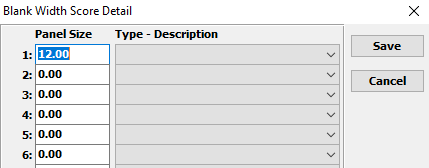 Blank Width Score Detail
Panel Size Type - Description
1: 12.00
Save
2: 0.00
3: 0.00
Cancel
4: 0.00
5: 0.00
6: 0.00